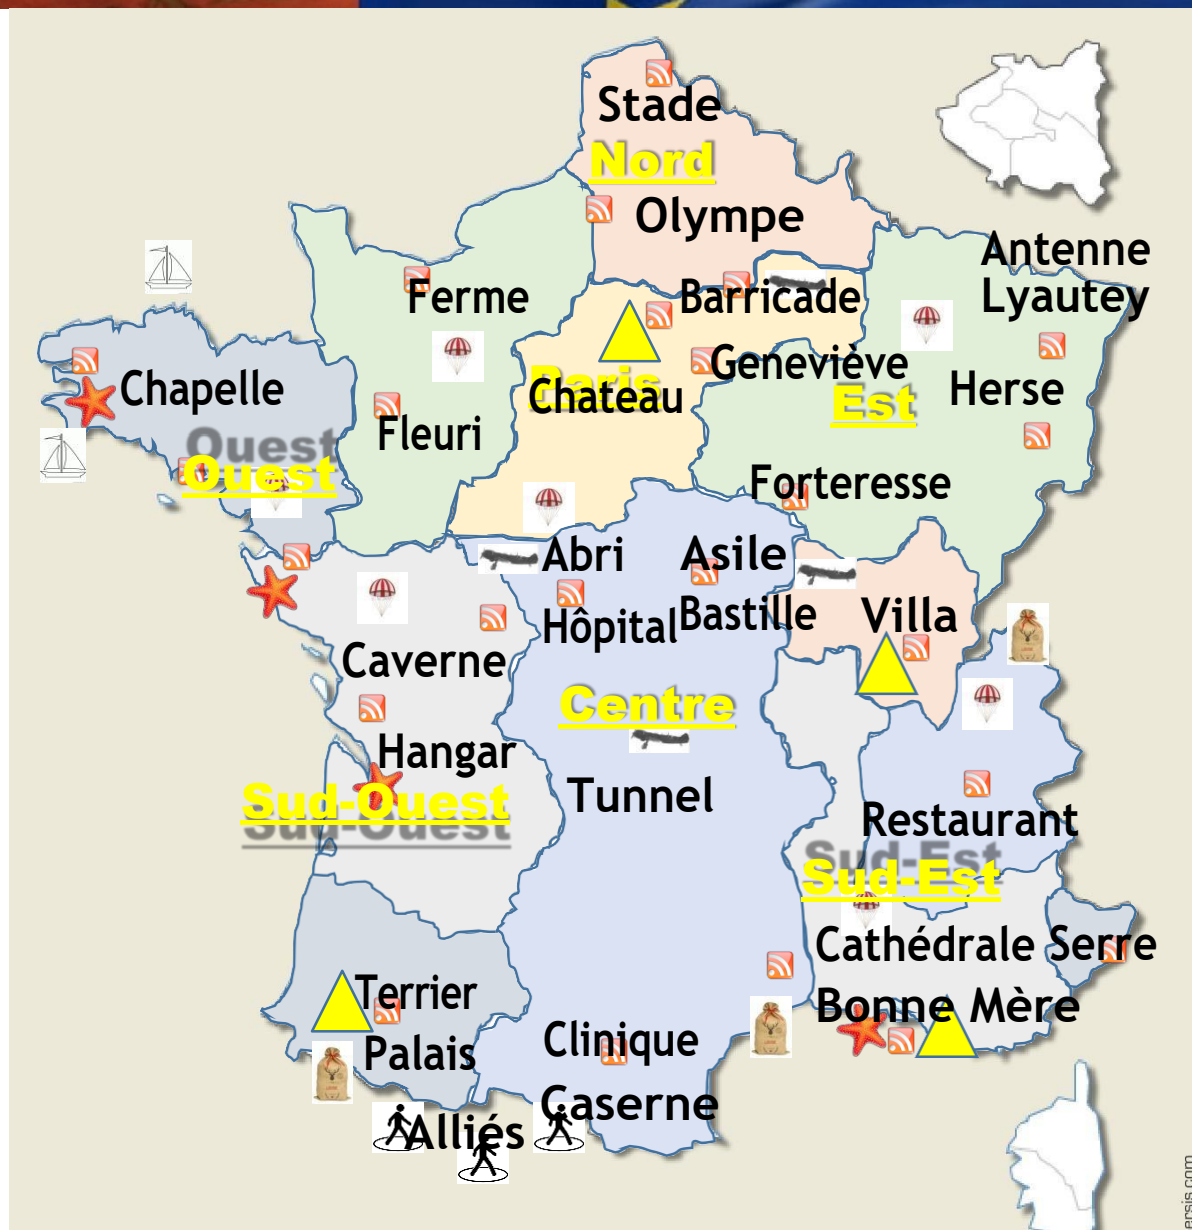 Stade
Nord
Olympe
Antenne
Lyautey
Ferme
Barricade
Geneviève
Paris
Chateau
Chapelle
Est
Herse
Fleuri
Ouest
Ouest
Forteresse
Abri
Asile
Hôpital
Bastille
Villa
Caverne
Centre
Hangar
Tunnel
Sud-Ouest
Sud-Ouest
Restaurant
Sud-Est
Sud-Est
Cathédrale
Serre
Terrier
Bonne Mère
Palais
Clinique
Caserne
Alliés
ersis.com